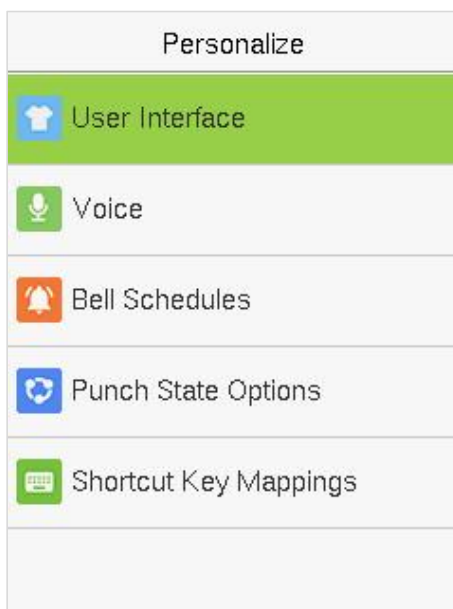 Personalize
User Interface
Voice
Bell Schedules
Punch State Options
Shortcut Key Mappings